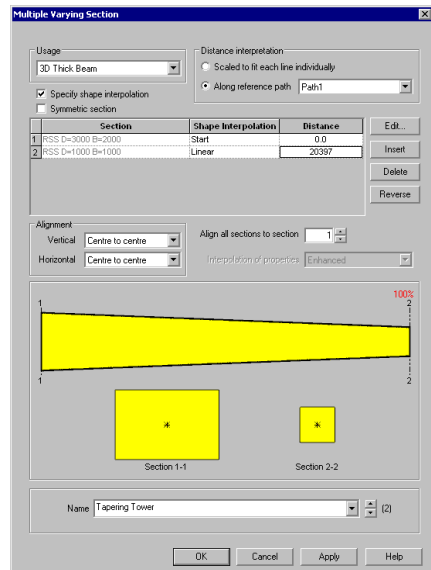 Multiple Varying Section
Usage
3D Thick Beam
Distance interpretation
Scaled to fit each line individually
Along reference path Path1
Specify shape interpolation
Symmetric section
Section Shape Interpolation Distance
1 RSS D=3000 B=2000 Start 0.0
2 RSS D=1000 B=1000 Linear 20397
Edit...
Insert
Delete
Reverse
Alignment
Vertical Centre to centre
Horizontal Centre to centre
Align all sections to section 1
Interpolation of properties Enhanced
100%
1 2
1 2
Section 1-1 Section 2-2
Name Tapering Tower (2)
OK Cancel Apply Help